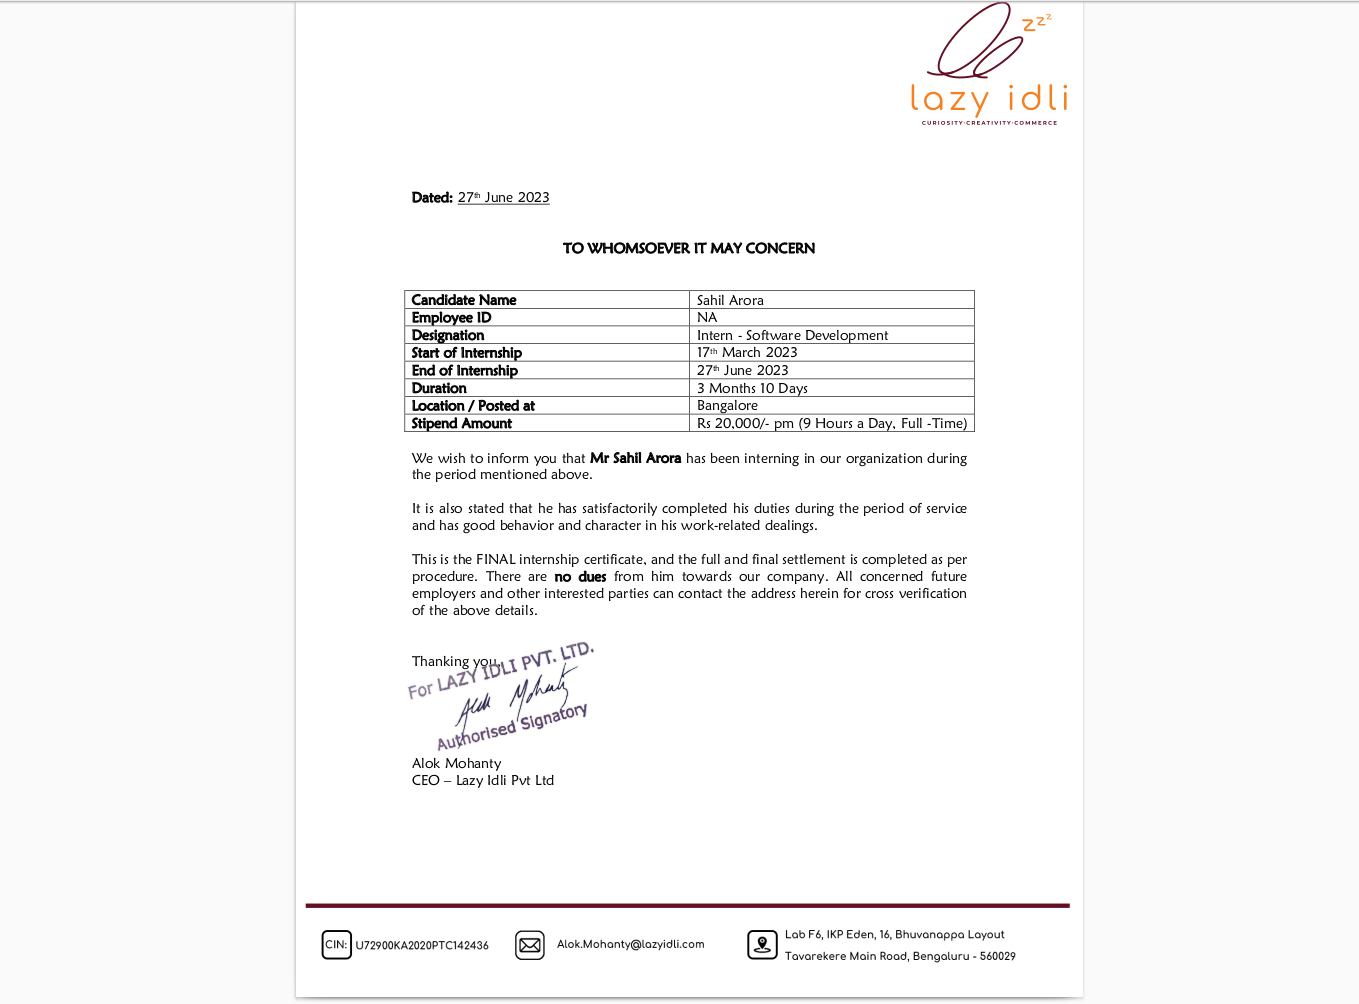 zzz
lazy idli
CURIOSITY·CREATIVITY·COMMERCE
Dated: 27th June 2023
TO WHOMSOEVER IT MAY CONCERN
Candidate Name Sahil Arora
Employee ID NA
Designation Intern - Software Development
Start of Internship 17th March 2023
End of Internship 27th June 2023
Duration 3 Months 10 Days
Location / Posted at Bangalore
Stipend Amount Rs 20,000/- pm (9 Hours a Day, Full -Time)
We wish to inform you that Mr Sahil Arora has been interning in our organization during
the period mentioned above.
It is also stated that he has satisfactorily completed his duties during the period of service
and has good behavior and character in his work-related dealings.
This is the FINAL internship certificate, and the full and final settlement is completed as per
procedure. There are no dues from him towards our company. All concerned future
employers and other interested parties can contact the address herein for cross verification
of the above details.
Thanking you,
For LAZY IDLI PVT. LTD.
Alok Mohanty
Authorised Signatory
Alok Mohanty
CEO – Lazy Idli Pvt Ltd
CIN: U72900KA2020PTC142436
Alok.Mohanty@lazyidli.com
Lab F6, IKP Eden, 16, Bhuvanappa Layout
Tavarekere Main Road, Bengaluru - 560029